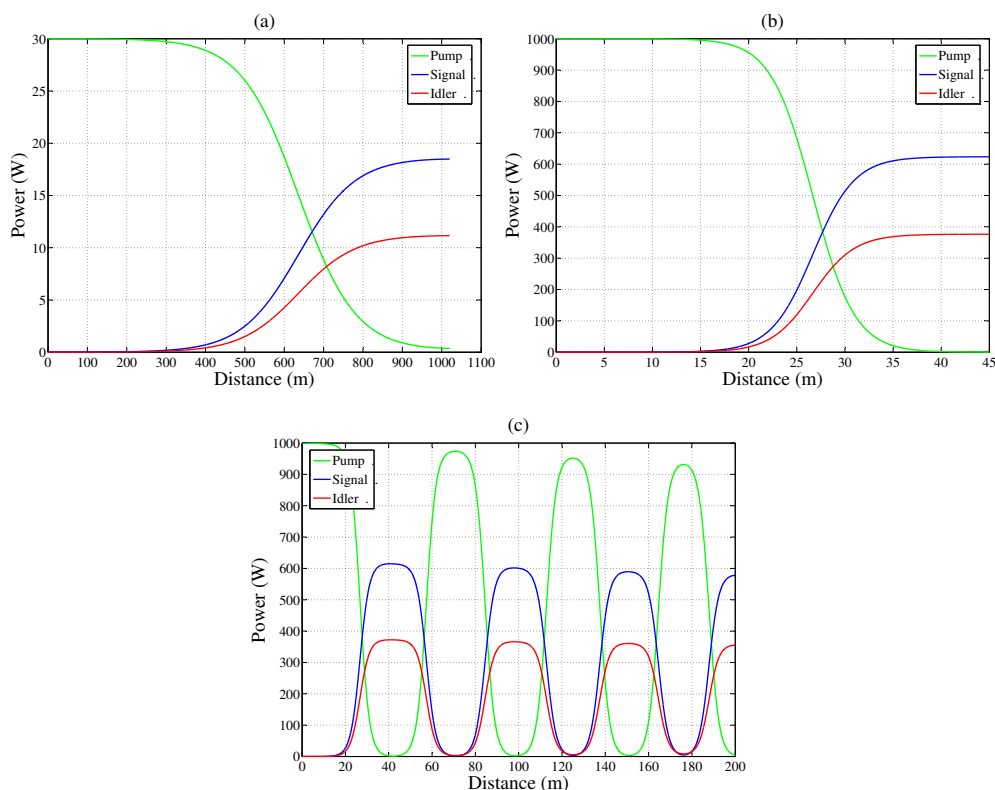 (a)
30
25
20
15
10
5
0
Power (W)
0 100 200 300 400 500 600 700 800 900 1000 1100
Distance (m)
Pump .
Signal .
Idler .
(b)
1000
900
800
700
600
500
400
300
200
100
0
Power (W)
0 5 10 15 20 25 30 35 40 45
Distance (m)
Pump .
Signal .
Idler .
(c)
1000
900
800
700
600
500
400
300
200
100
0
Power (W)
0 20 40 60 80 100 120 140 160 180 200
Distance (m)
Pump .
Signal .
Idler .